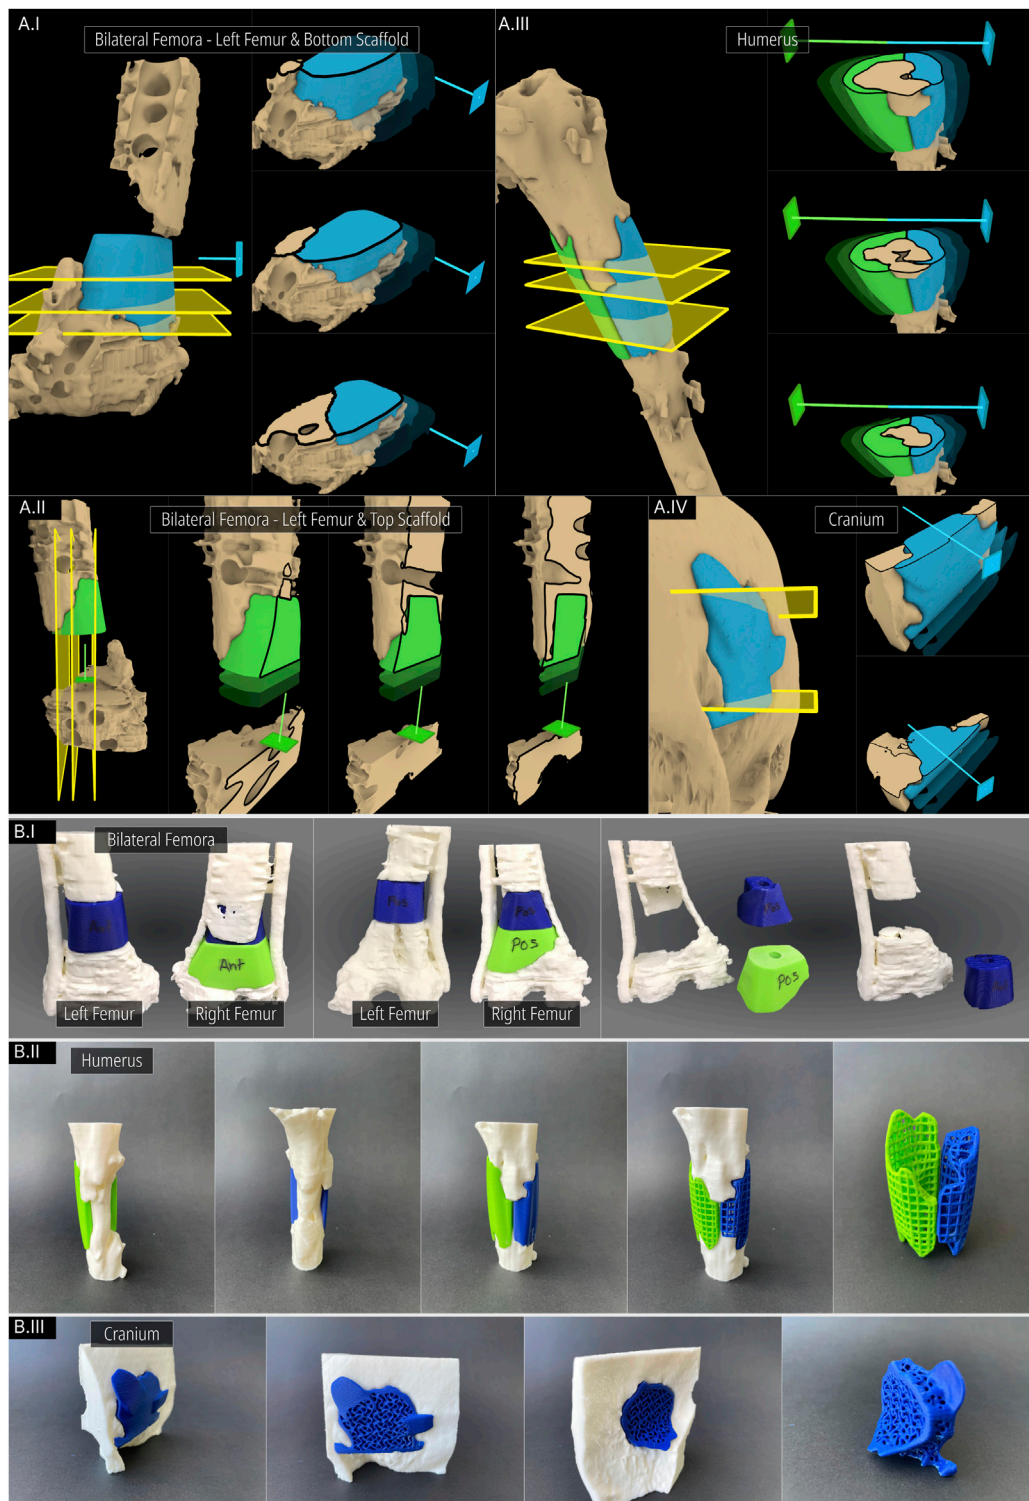 A.I
Bilateral Femora - Left Femur & Bottom Scaffold
A.III
Humerus
A.II
Bilateral Femora - Left Femur & Top Scaffold
A.IV
Cranium
B.I
Bilateral Femora
Ant
Pos
Pos
Pos
Pos
Left Femur
Right Femur
Left Femur
Right Femur
B.II
Humerus
B.III
Cranium